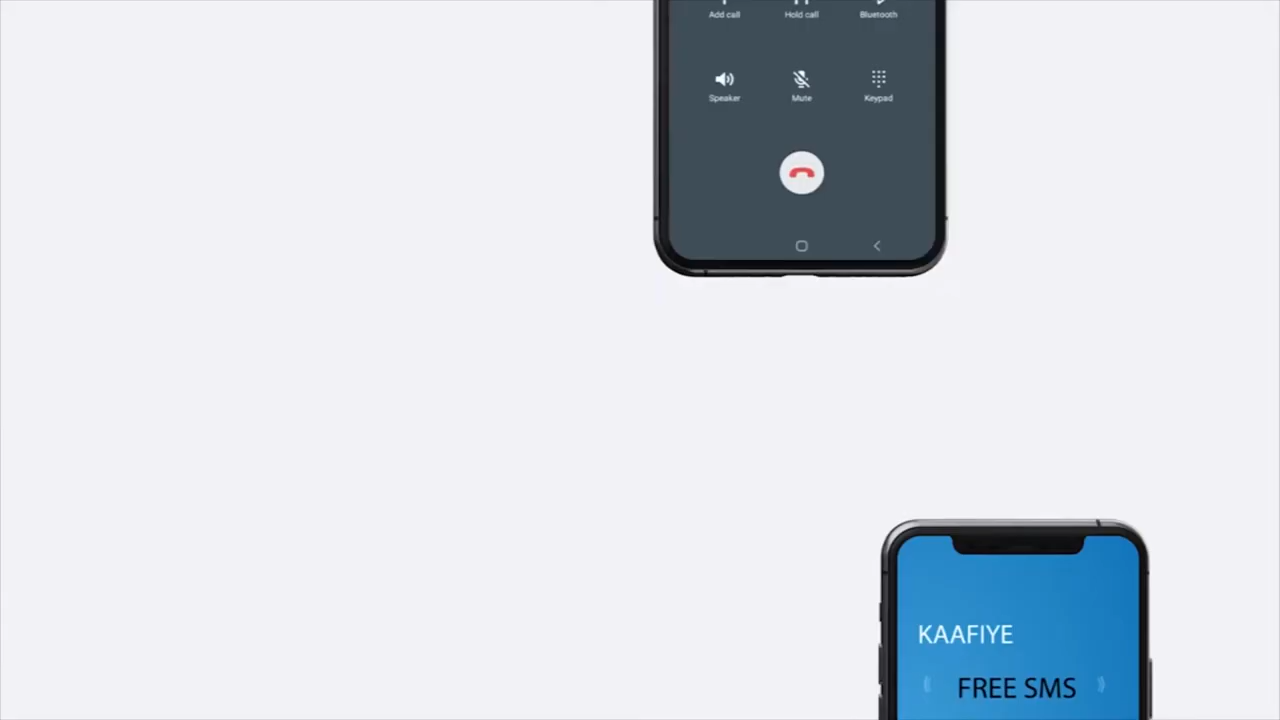 Add call Hold call Bluetooth
Speaker Mute Keypad
KAAFIYE
FREE SMS